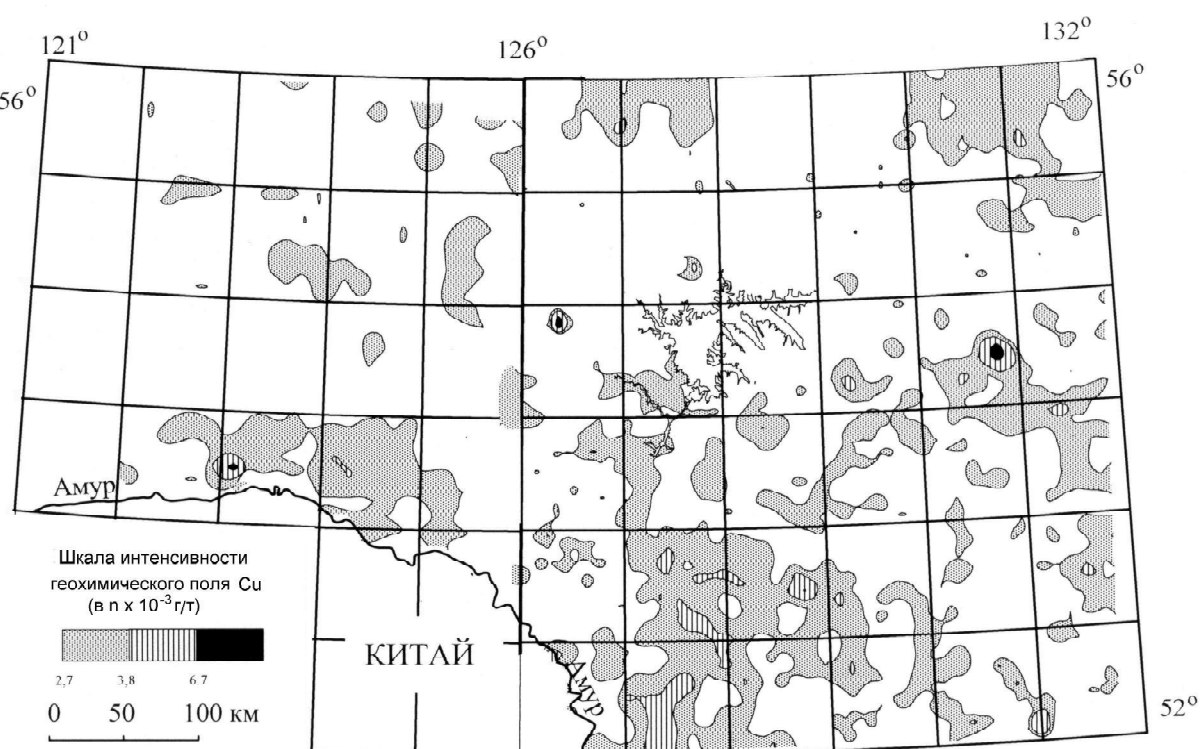 121°
126°
132°
56°
56°
Амур
Шкала интенсивности
геохимического поля Cu
(в n x 10⁻³ г/т)
2,7 3,8 6.7
0 50 100 км
КИТАЙ
Амур
52°